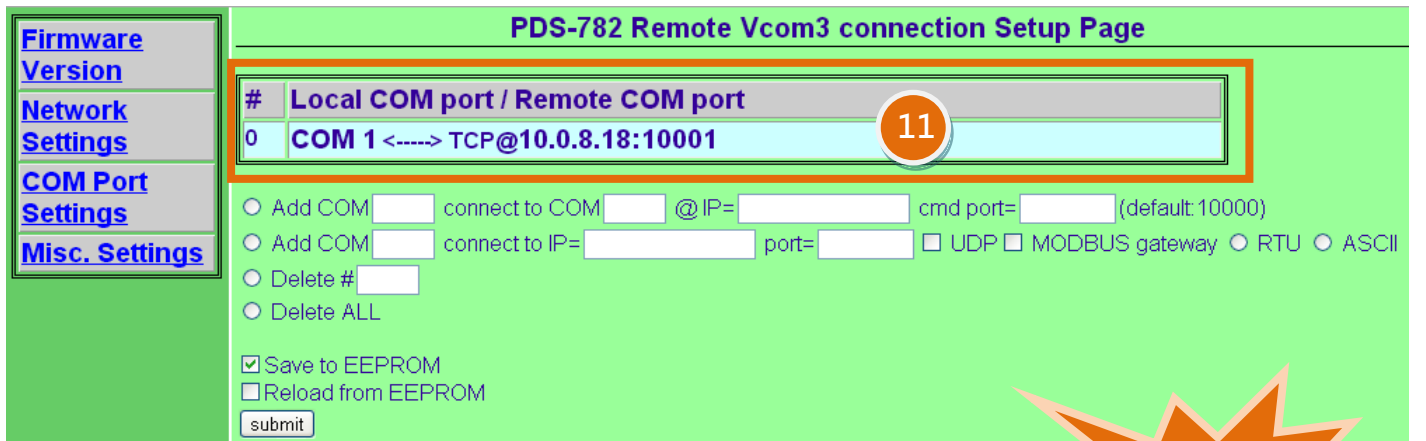 Firmware
Version
Network
Settings
COM Port
Settings
Misc. Settings
PDS-782 Remote Vcom3 connection Setup Page
# Local COM port / Remote COM port
0 COM 1 <-----> TCP@10.0.8.18:10001
11
Add COM connect to COM @ IP= cmd port= (default:10000)
Add COM connect to IP= port= UDP MODBUS gateway RTU ASCII
Delete #
Delete ALL
Save to EEPROM
Reload from EEPROM
submit